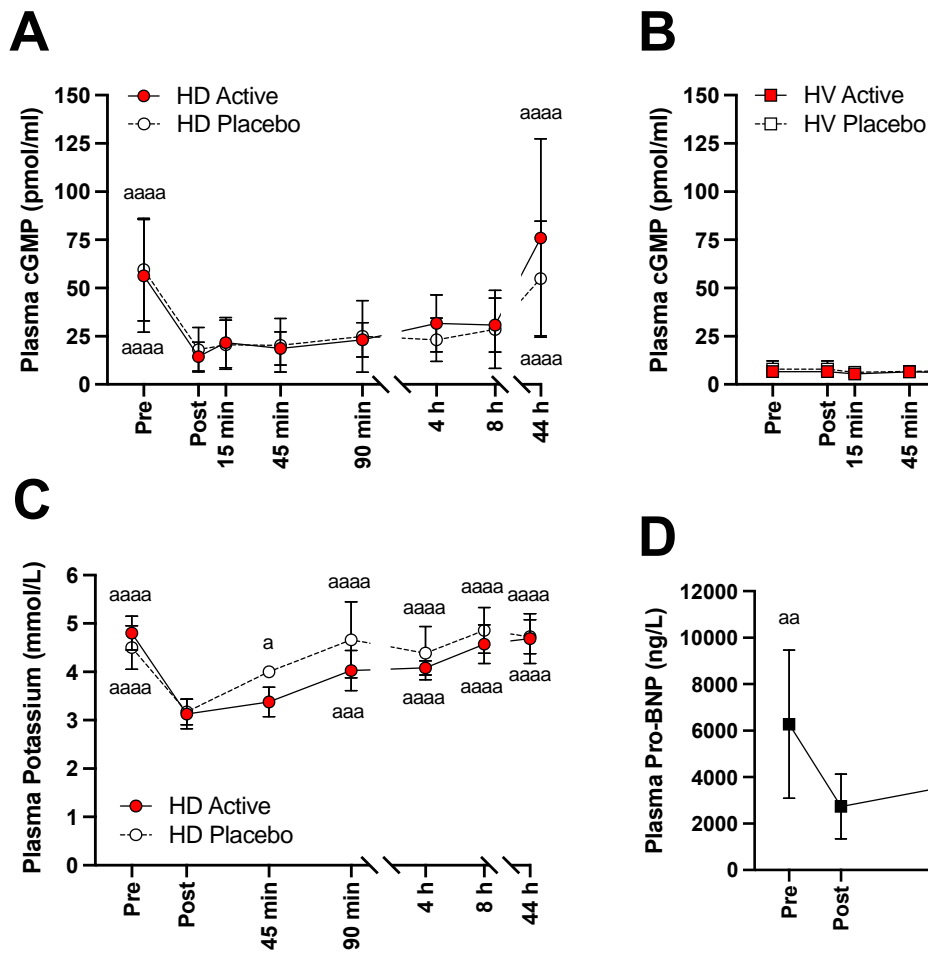 A
Plasma cGMP (pmol/ml)
150
125
100
75
50
25
0
HD Active
HD Placebo
aaaa
aaaa
aaaa
aaaa
Pre
Post
15 min
45 min
90 min
4 h
8 h
44 h
B
Plasma cGMP (pmol/ml)
150
125
100
75
50
25
0
HV Active
HV Placebo
Pre
Post
15 min
45 min
C
Plasma Potassium (mmol/L)
6
5
4
3
2
1
0
aaaa
aaaa
a
aaaa
aaa
aaaa
aaaa
aaaa
aaaa
aaaa
aaaa
HD Active
HD Placebo
Pre
Post
45 min
90 min
4 h
8 h
44 h
D
Plasma Pro-BNP (ng/L)
12000
10000
8000
6000
4000
2000
0
aa
Pre
Post